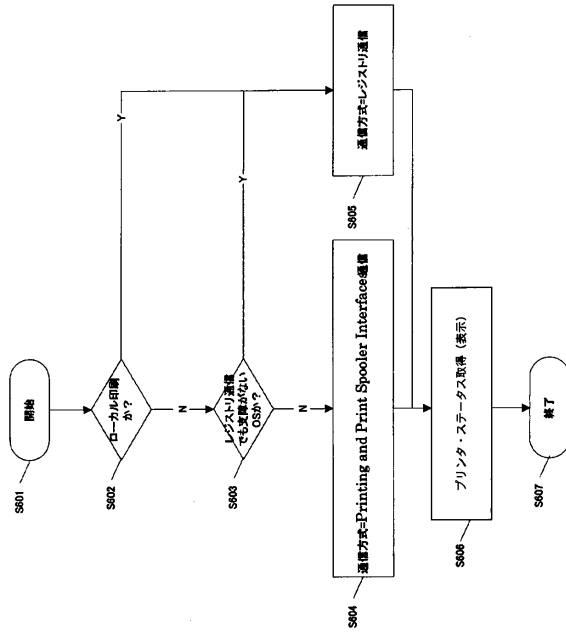 S601
開始
S602
ローカル印刷
か?
Y
N
S603
レジストリ通信
でも支障がない
OSか?
Y
N
S604
通信方式=Printing and Print Spooler Interfaces通信
S605
通信方式=レジストリ通信
S606
プリンタ・ステータス取得（表示）
S607
終了